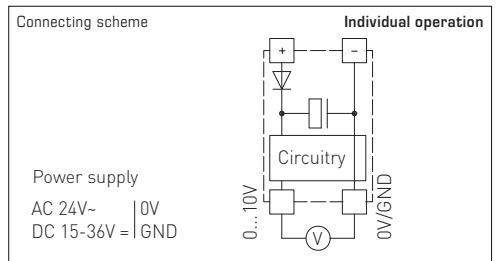 Connecting scheme
Individual operation
+ −
Circuitry
Power supply
AC 24V~ 0V
DC 15-36V = GND
0...10V
0V/GND
V